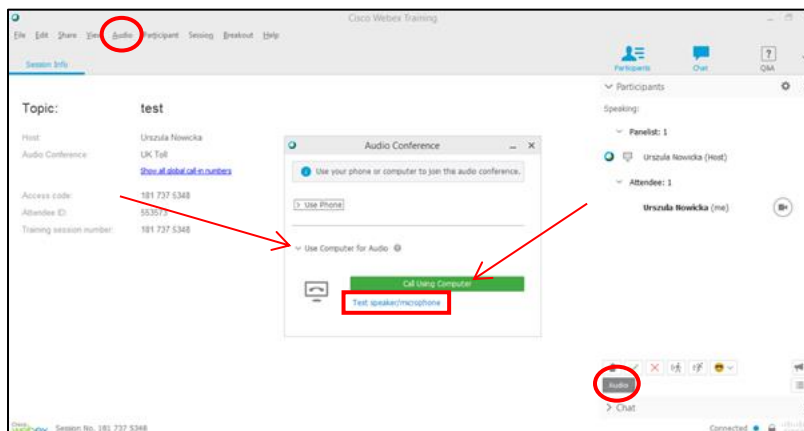 Cisco Webex Training
File Edit Share View Audio Participant Session Breakout Help
Session Info
Participants Chat Q&A
Participants
Speaking:
Panelist: 1
Urszula Nowicka (Host)
Attendee: 1
Urszula Nowicka (me)
Topic: test
Host: Urszula Nowicka
Audio Conference: UK Toll
Show all global call-in numbers
Access code: 181 737 5348
Attendee ID: 553573
Training session number: 181 737 5348
Audio Conference
Use your phone or computer to join the audio conference.
> Use Phone
Use Computer for Audio
Call Using Computer
Test speaker/microphone
Audio
> Chat
Session No. 181 737 5348
Connected